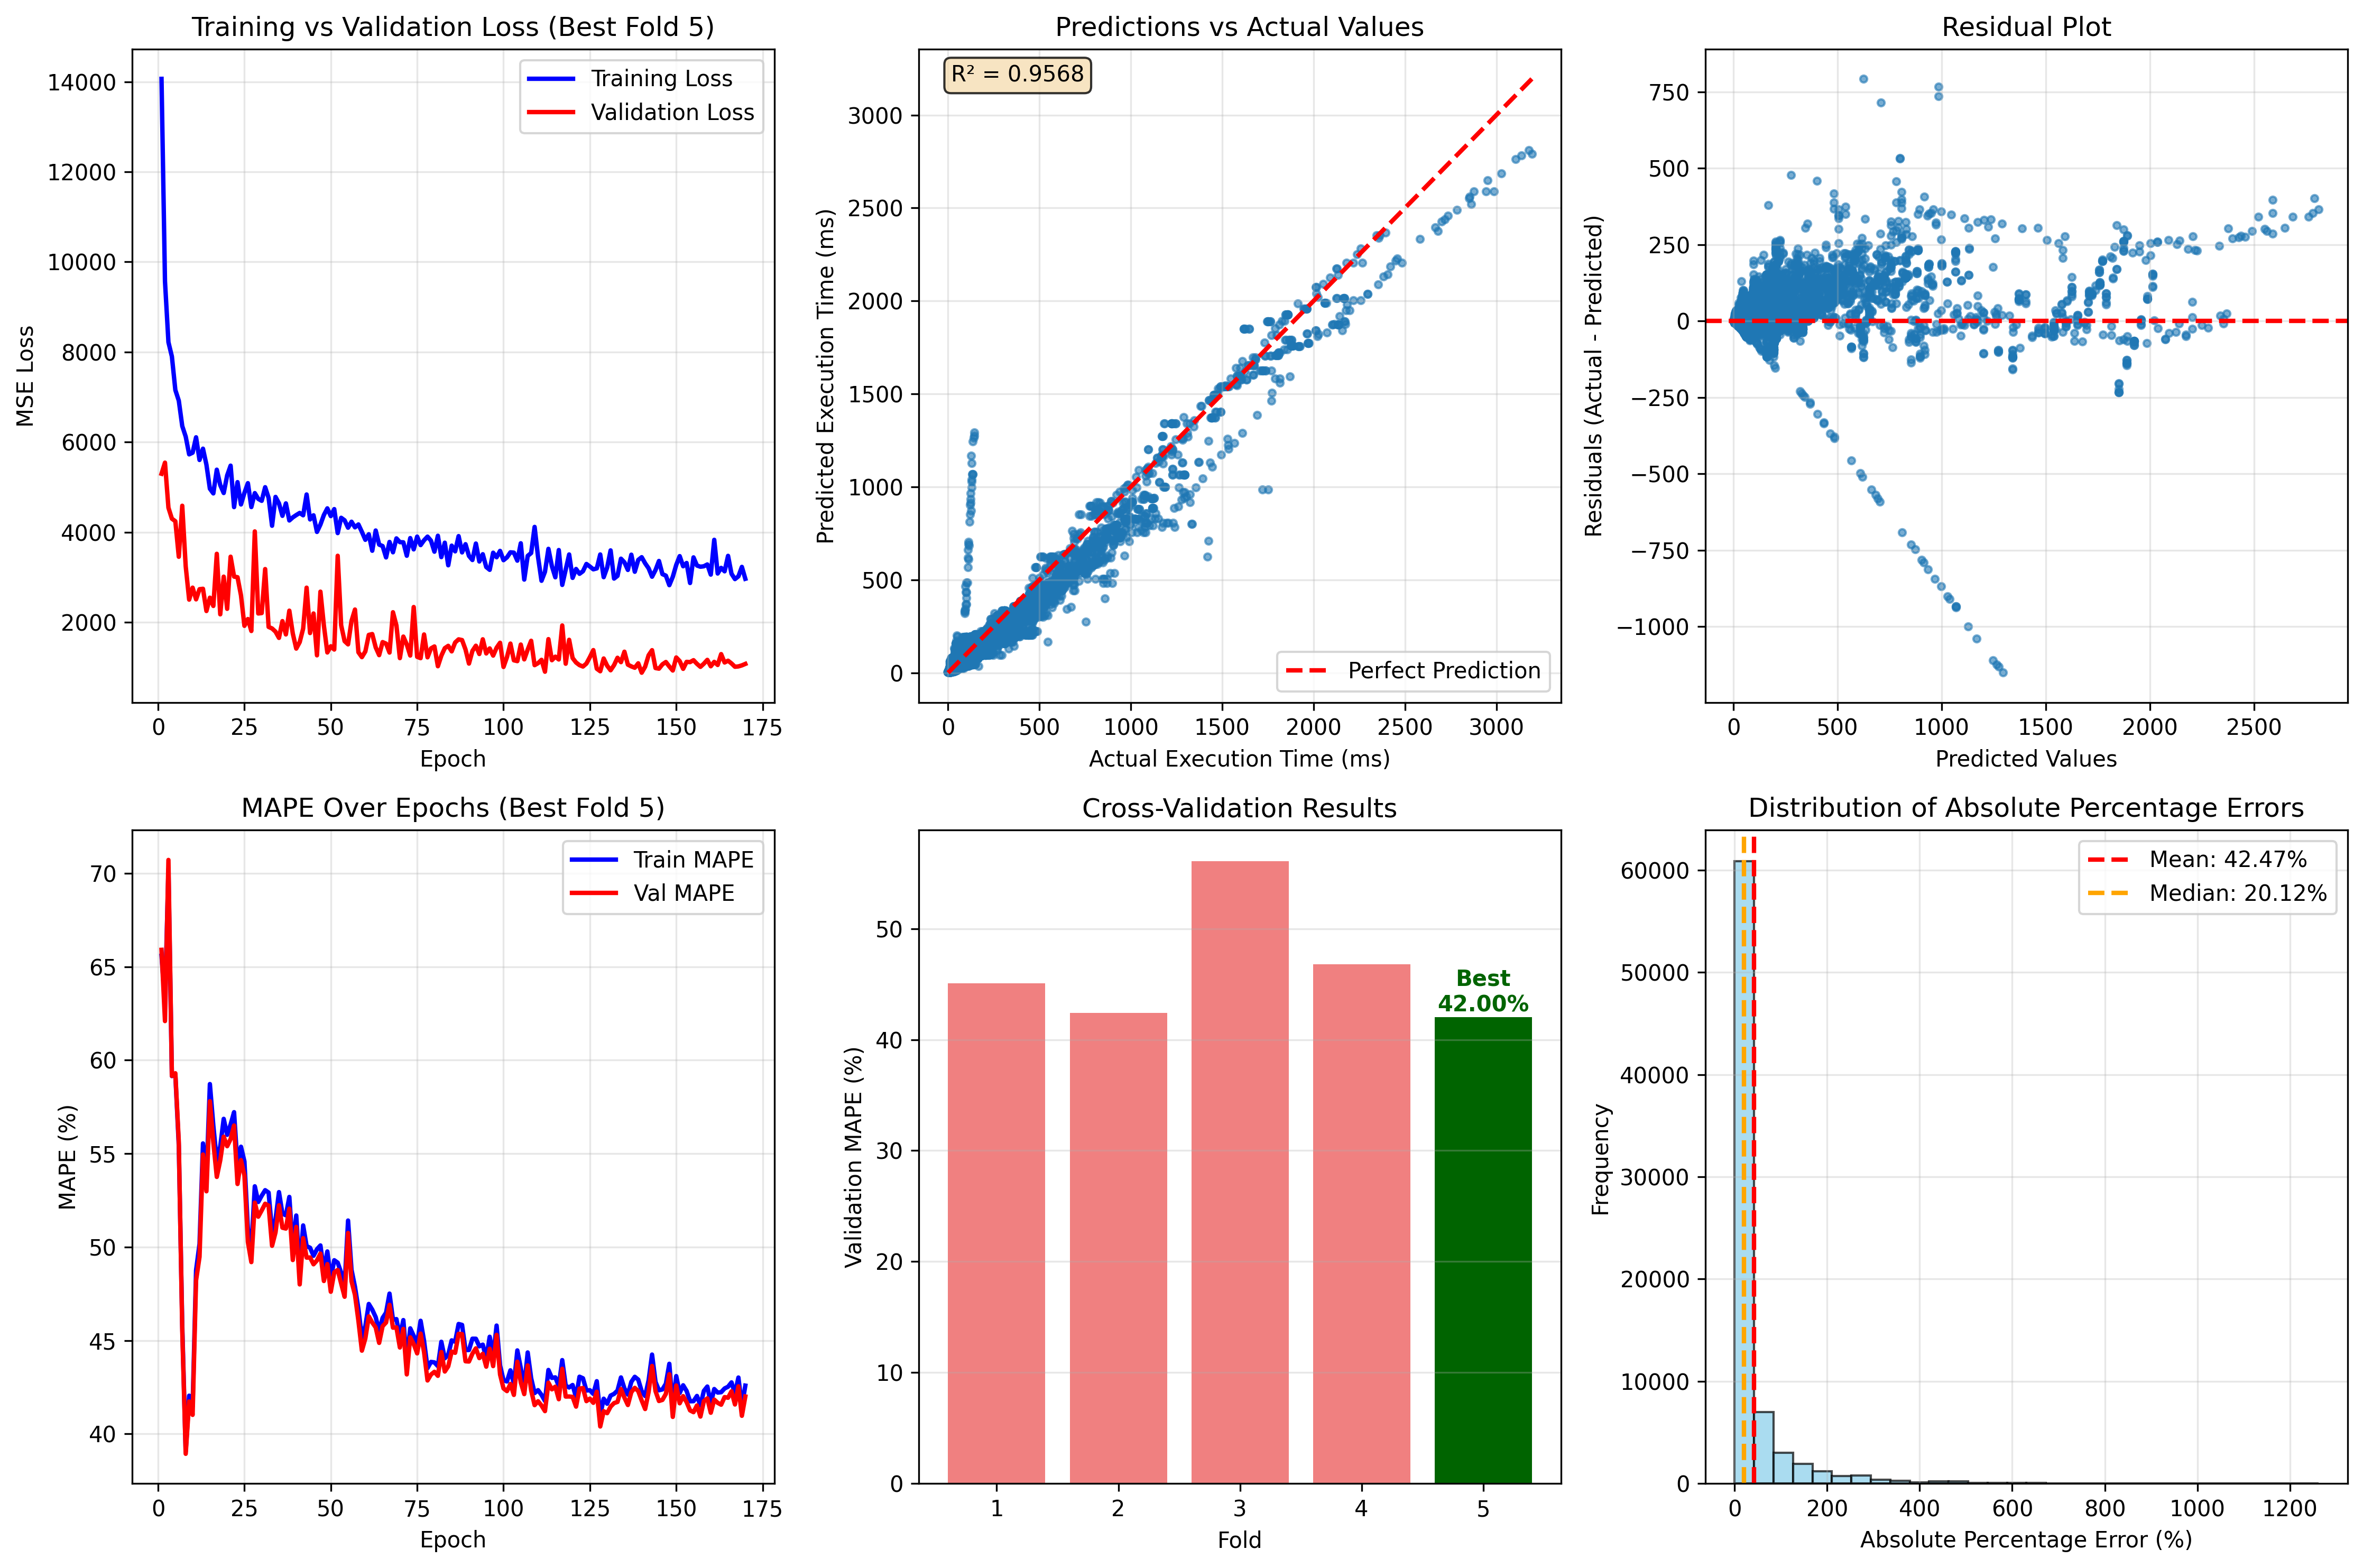 Training vs Validation Loss (Best Fold 5)
MSE Loss
14000
12000
10000
8000
6000
4000
2000
Training Loss
Validation Loss
0 25 50 75 100 125 150 175
Epoch
Predictions vs Actual Values
Predicted Execution Time (ms)
R² = 0.9568
3000
2500
2000
1500
1000
500
0
Perfect Prediction
0 500 1000 1500 2000 2500 3000
Actual Execution Time (ms)
Residual Plot
Residuals (Actual - Predicted)
750
500
250
0
−250
−500
−750
−1000
0 500 1000 1500 2000 2500
Predicted Values
MAPE Over Epochs (Best Fold 5)
MAPE (%)
70
65
60
55
50
45
40
Train MAPE
Val MAPE
0 25 50 75 100 125 150 175
Epoch
Cross-Validation Results
Validation MAPE (%)
50
40
30
20
10
0
Best
42.00%
1 2 3 4 5
Fold
Distribution of Absolute Percentage Errors
Frequency
60000
50000
40000
30000
20000
10000
0
Mean: 42.47%
Median: 20.12%
0 200 400 600 800 1000 1200
Absolute Percentage Error (%)